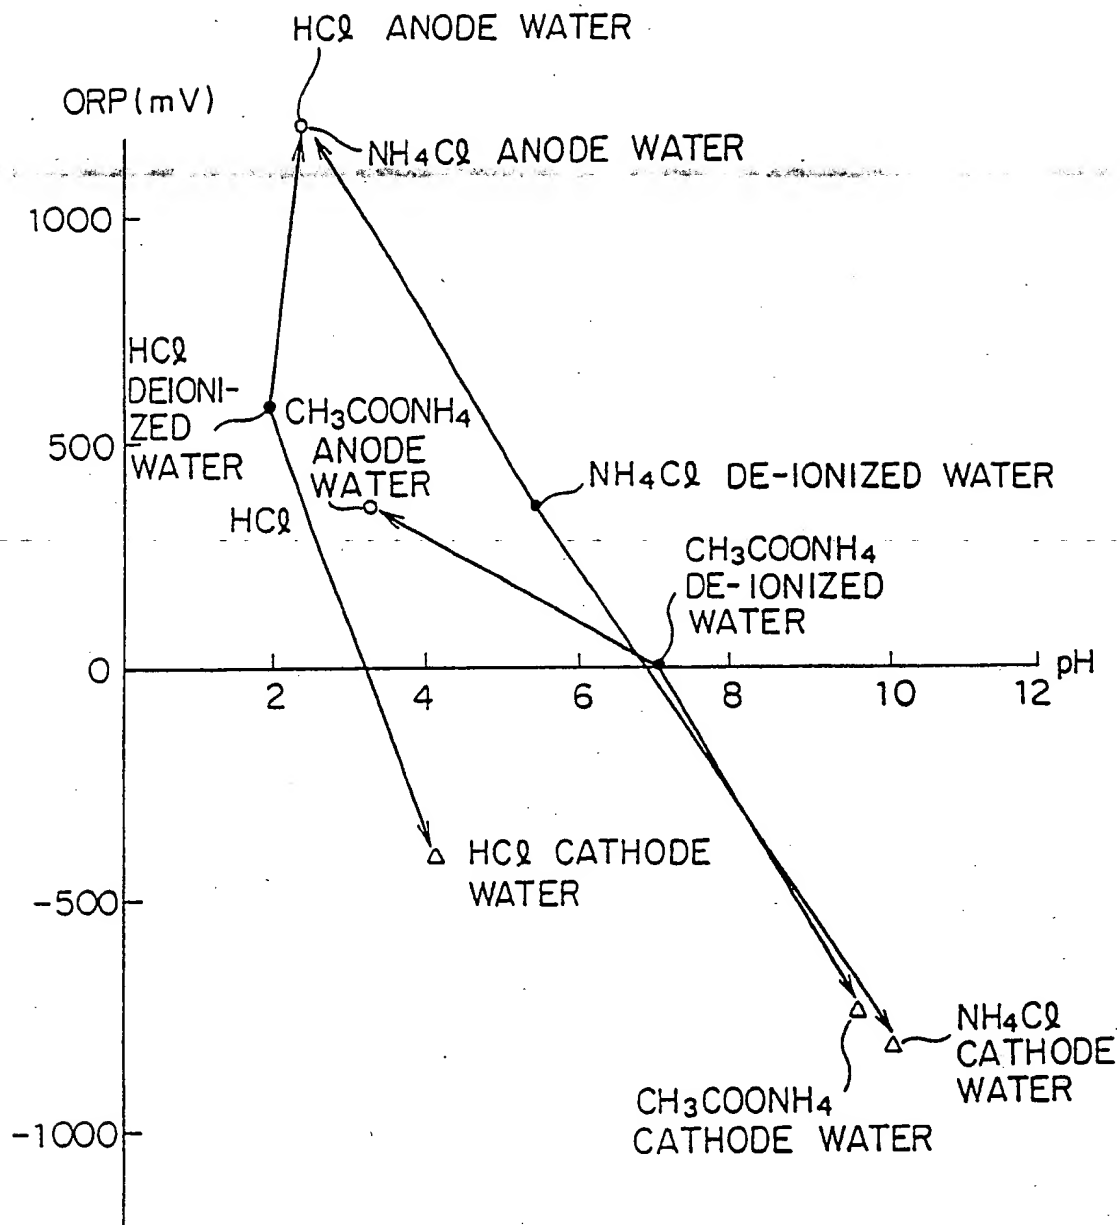 HCl ANODE WATER
ORP(mV)
NH₄Cl ANODE WATER
1000
HCl
DEIONI-
ZED
WATER
CH₃COONH₄
ANODE
WATER
500
NH₄Cl DE-IONIZED WATER
HCl
CH₃COONH₄
DE-IONIZED
WATER
0
2
4
6
8
10
12
pH
HCl CATHODE
WATER
-500
NH₄Cl
CATHODE
WATER
CH₃COONH₄
CATHODE WATER
-1000